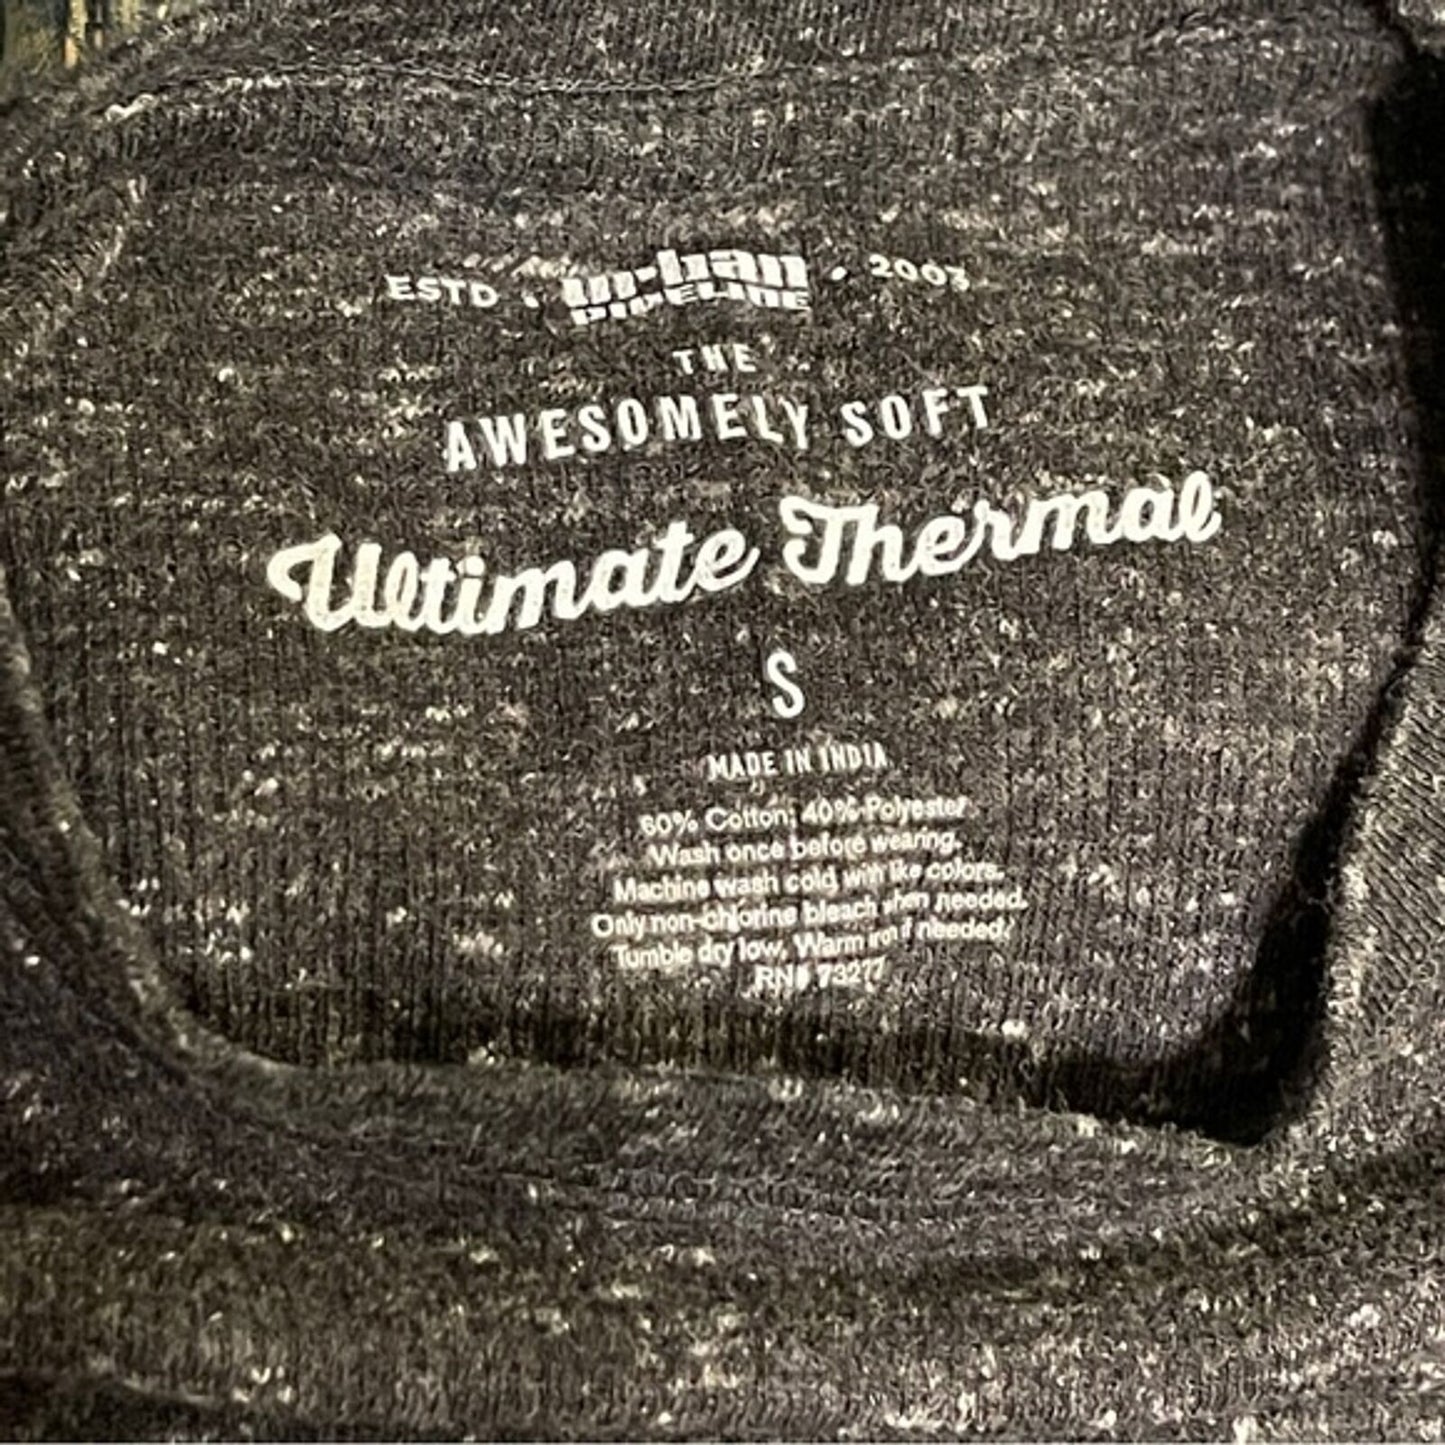 ESTD • urban PIPELINE • 2003
THE
AWESOMELY SOFT
Ultimate Thermal
S
MADE IN INDIA
60% Cotton; 40% Polyester
Wash once before wearing.
Machine wash cold with like colors.
Only non-chlorine bleach when needed.
Tumble dry low, Warm iron if needed.
RN# 73277